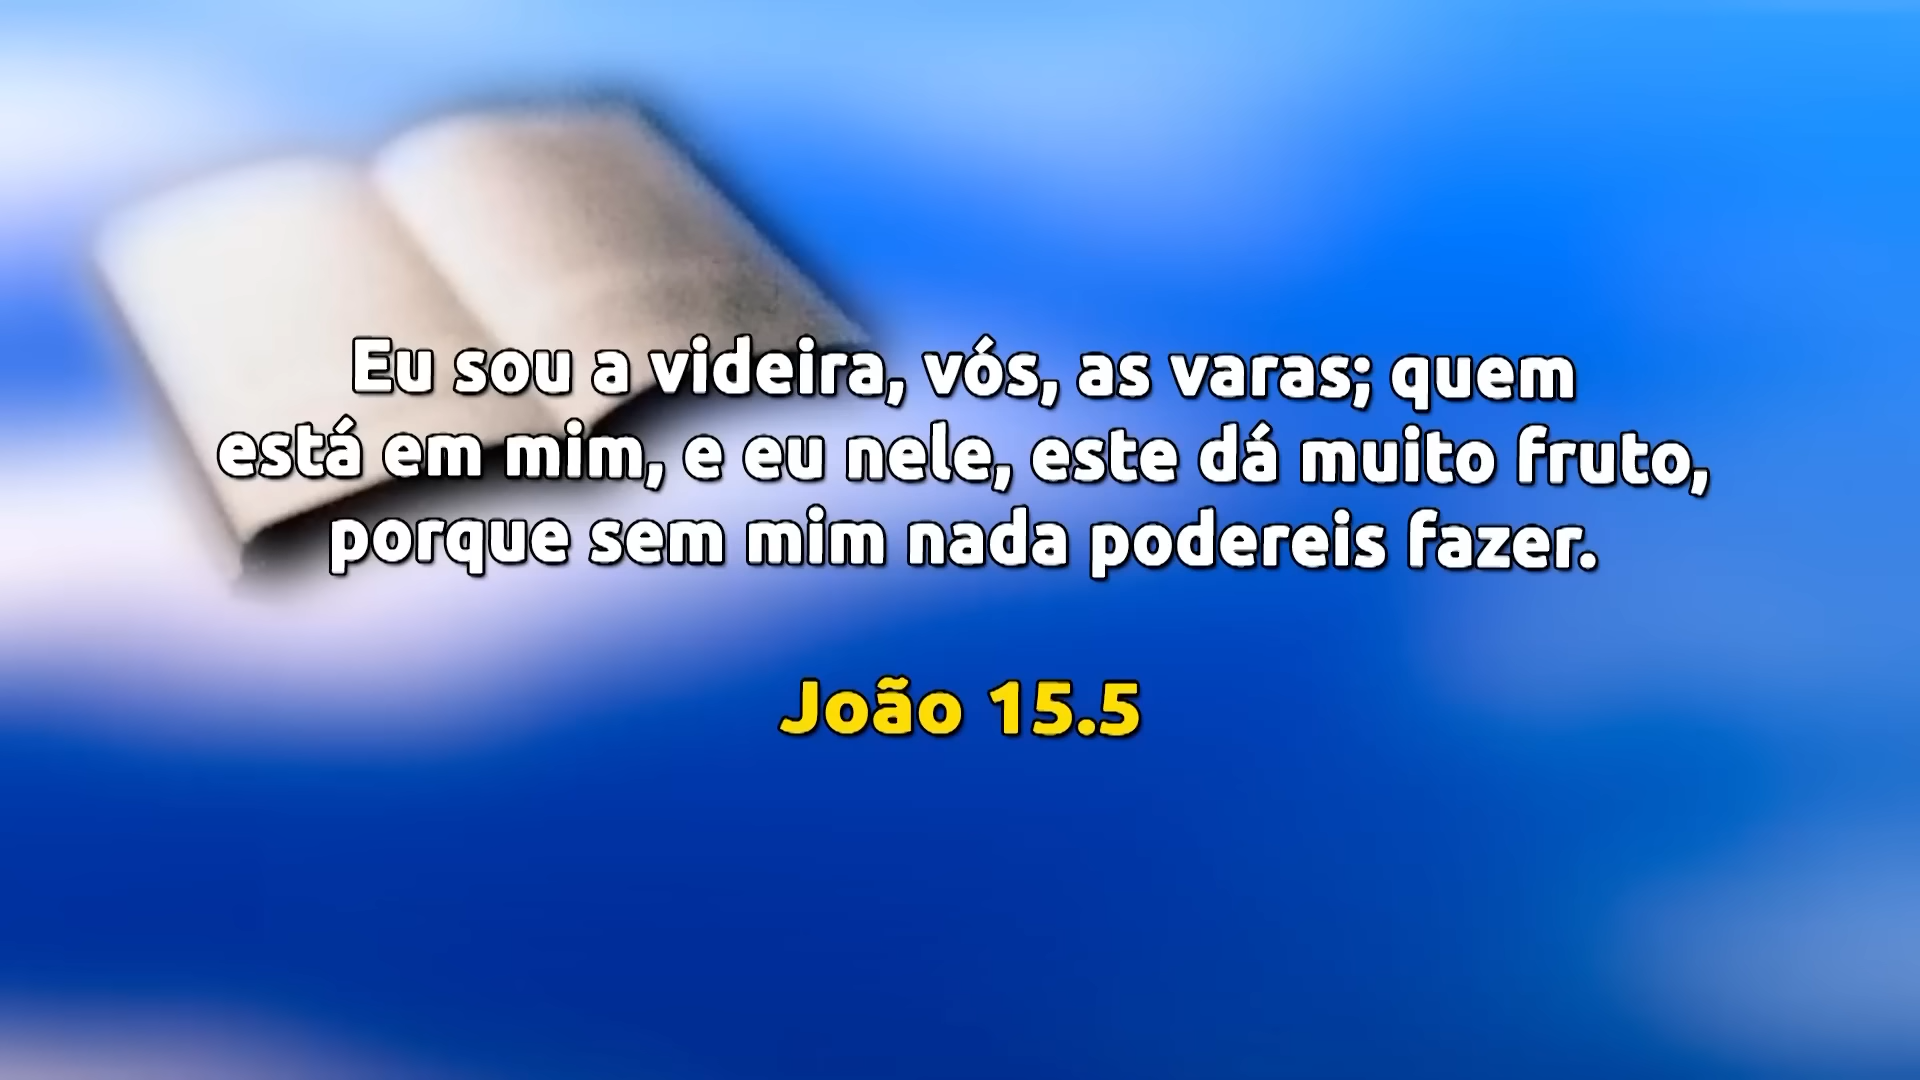 Eu sou a videira, vós, as varas; quem
está em mim, e eu nele, este dá muito fruto,
porque sem mim nada podereis fazer.
João 15.5